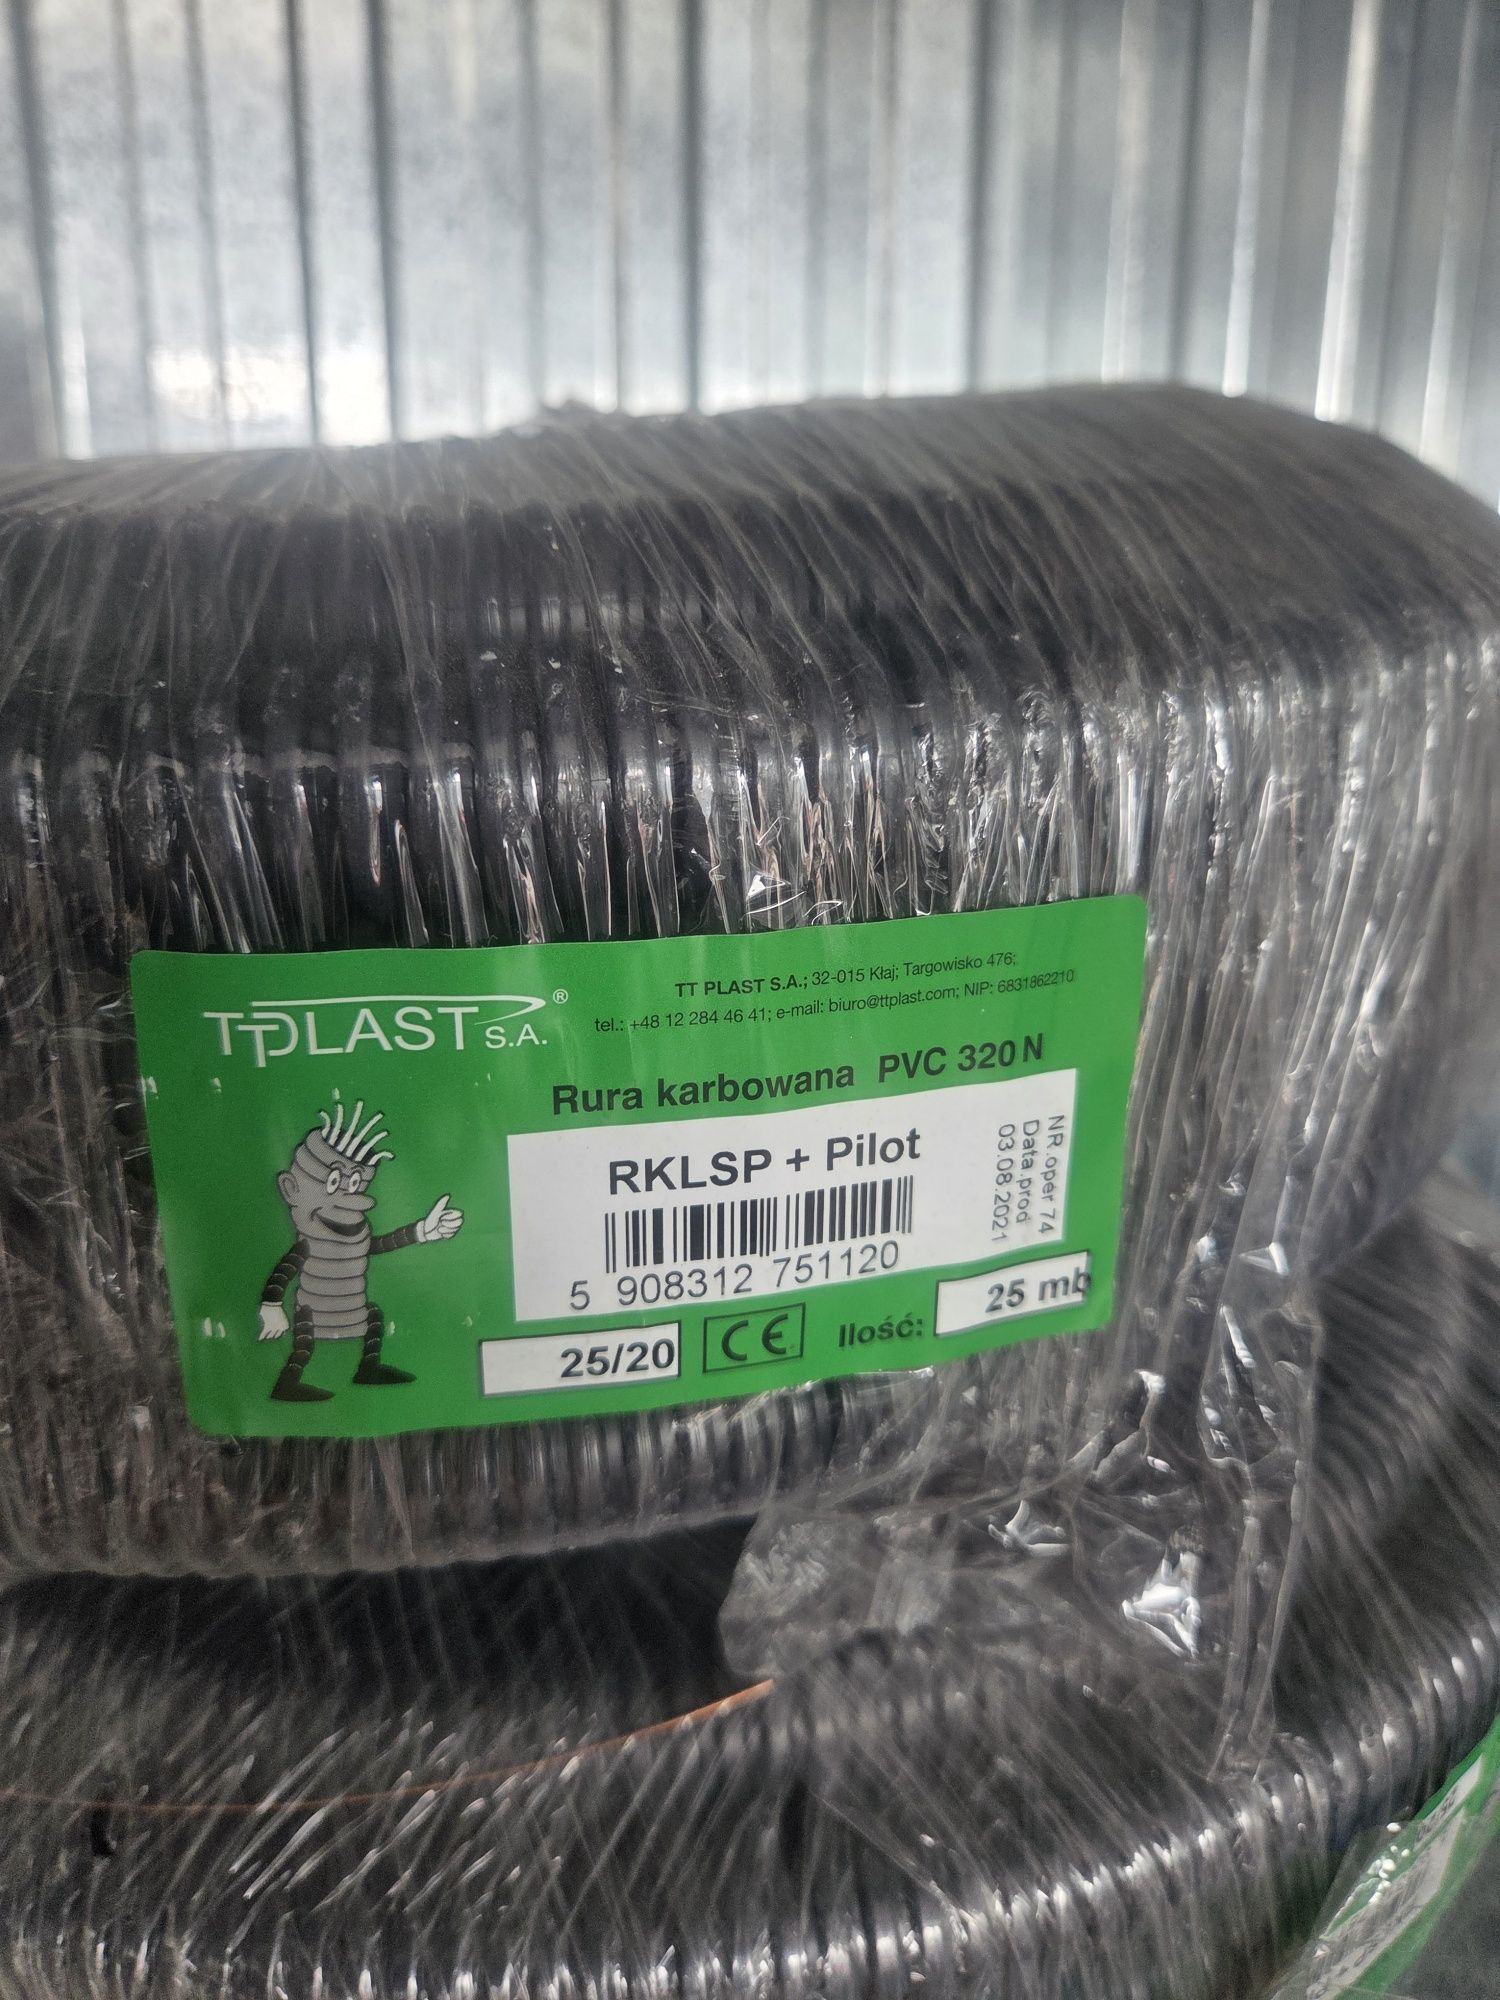 TTPLAST S.A.®
TT PLAST S.A.; 32-015 Kłaj; Targowisko 476;
tel.: +48 12 284 46 41; e-mail: biuro@ttplast.com; NIP: 6831862210
Rura karbowana PVC 320 N
RKLSP + Pilot
5 908312 751120
NR.oper 74
Data.prod
03.08.2021
25/20
CE
Ilość:
25 mb